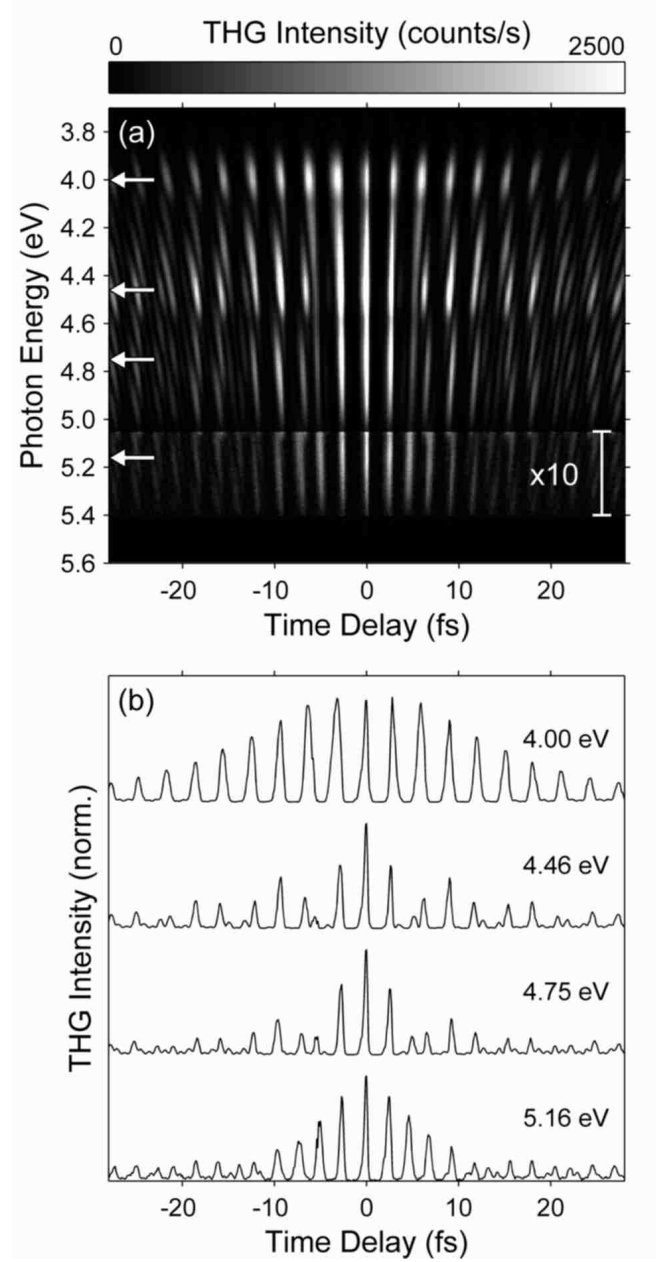 THG Intensity (counts/s)
0 2500
(a)
3.8
4.0
4.2
4.4
4.6
4.8
5.0
5.2
5.4
5.6
Photon Energy (eV)
x10
-20 -10 0 10 20
Time Delay (fs)
(b)
4.00 eV
4.46 eV
4.75 eV
5.16 eV
THG Intensity (norm.)
-20 -10 0 10 20
Time Delay (fs)